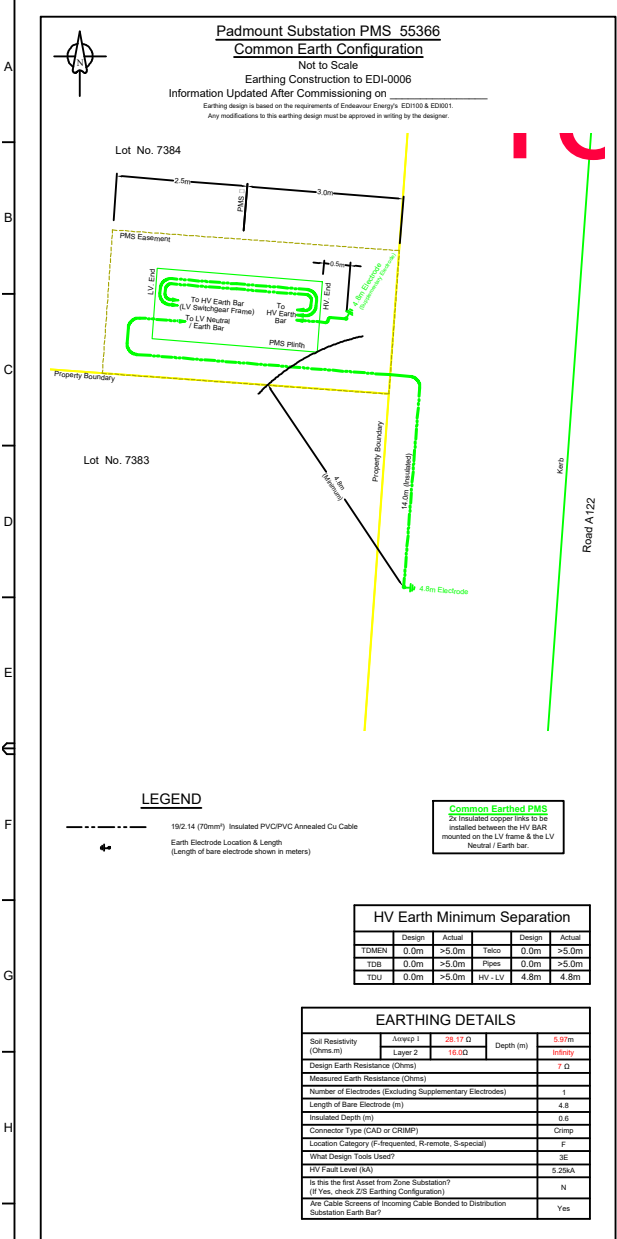 Padmount Substation PMS 55366
Common Earth Configuration
Not to Scale
Earthing Construction to EDI-0006
Information Updated After Commissioning on
Earthing design is based on the requirements of Endeavour Energy's EDI100 & EDI001.
Any modifications to this earthing design must be approved in writing by the designer.
N
A
B
C
D
E
F
G
H
Lot No. 7384
2.5m
3.0m
PMS
PMS Easement
0.5m
LV. End
HV. End
4.8m Electrode
(Supplementary Electrode)
To HV Earth Bar
(LV Switchgear Frame)
To
HV Earth
Bar
To LV Neutral
/ Earth Bar
PMS Plinth
Property Boundary
Lot No. 7383
4.8m
(Minimum)
Property Boundary
14.0m (Insulated)
4.8m Electrode
Kerb
Road A122
LEGEND
19/2.14 (70mm²) Insulated PVC/PVC Annealed Cu Cable
Earth Electrode Location & Length
(Length of bare electrode shown in meters)
Common Earthed PMS
2x Insulated copper links to be
installed between the HV BAR
mounted on the LV frame & the LV
Neutral / Earth bar.
HV Earth Minimum Separation
Design Actual Design Actual
TDMEN 0.0m >5.0m Telco 0.0m >5.0m
TDB 0.0m >5.0m Pipes 0.0m >5.0m
TDU 0.0m >5.0m HV - LV 4.8m 4.8m
EARTHING DETAILS
Soil Resistivity
(Ohms.m)
28.17 Ω Depth (m) 5.97m
Layer 2 16.0Ω Infinity
Design Earth Resistance (Ohms) 7 Ω
Measured Earth Resistance (Ohms)
Number of Electrodes (Excluding Supplementary Electrodes) 1
Length of Bare Electrode (m) 4.8
Insulated Depth (m) 0.6
Connector Type (CAD or CRIMP) Crimp
Location Category (F-frequented, R-remote, S-special) F
What Design Tools Used? 3E
HV Fault Level (kA) 5.25kA
Is this the first Asset from Zone Substation?
(If Yes, check Z/S Earthing Configuration) N
Are Cable Screens of Incoming Cable Bonded to Distribution
Substation Earth Bar? Yes